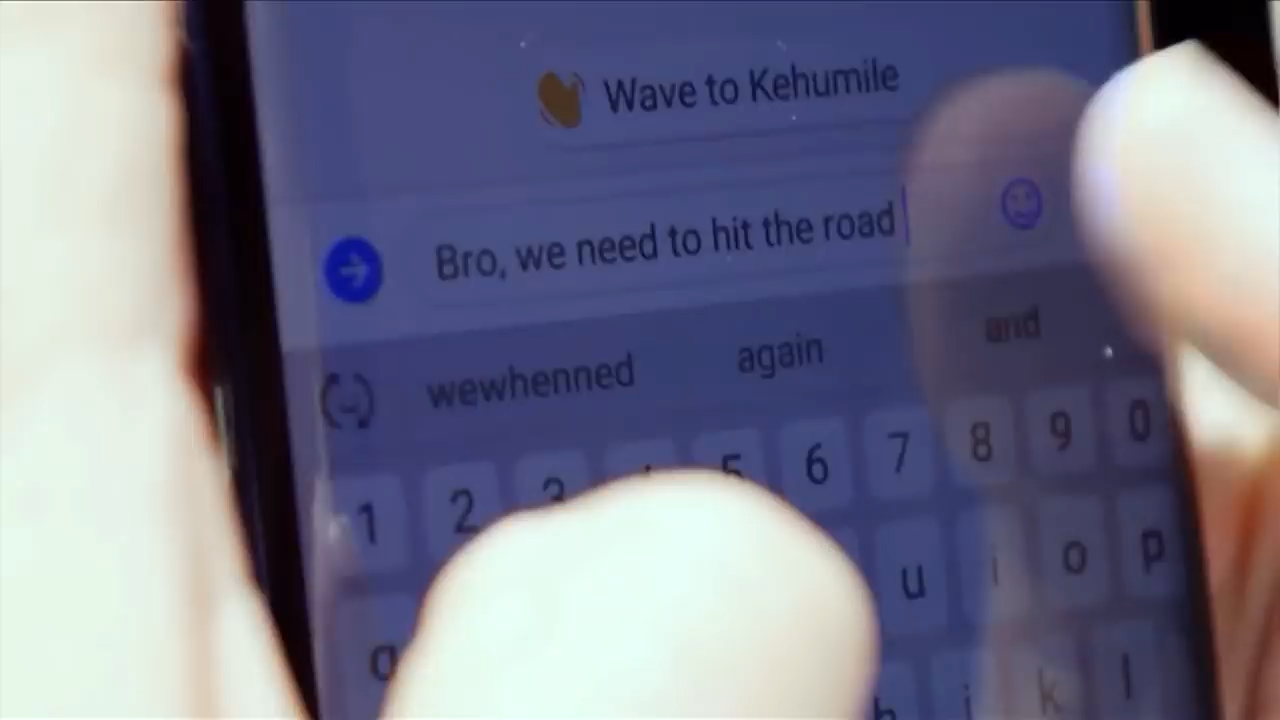 Wave to Kehumile
Bro, we need to hit the road
wewhenned again and
1 2 3 5 6 7 8 9 0
u i o p
q h j k l